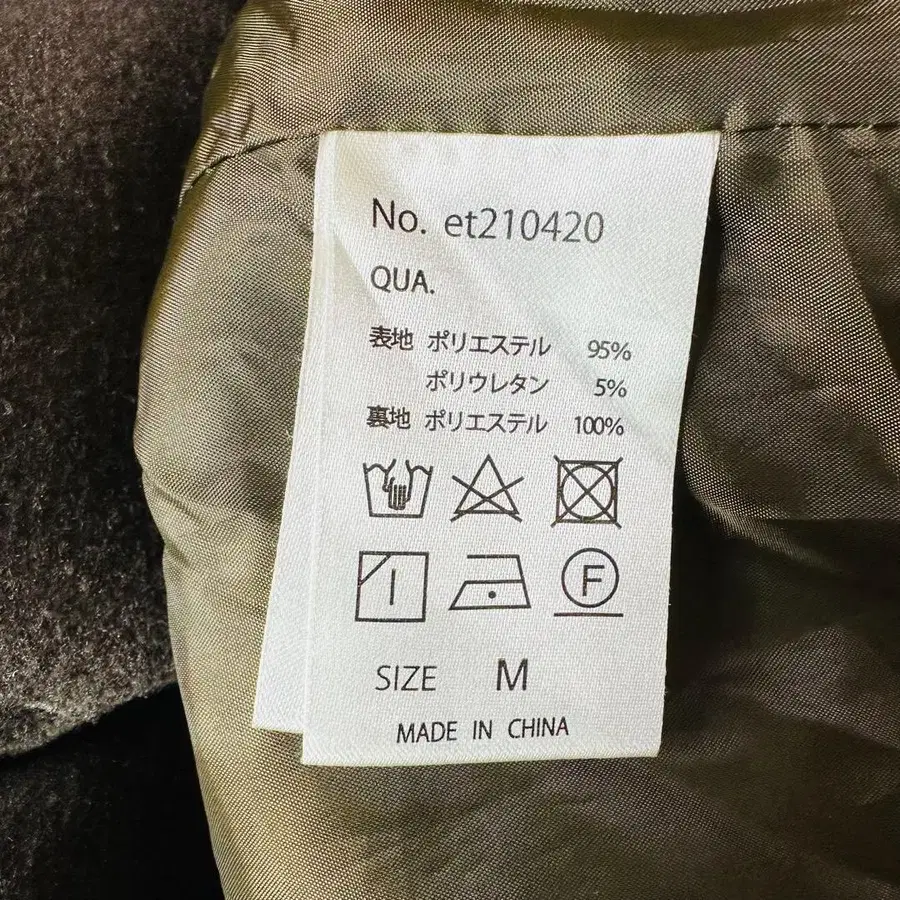 No. et210420
QUA.
表地 ポリエステル 95%
ポリウレタン 5%
裏地 ポリエステル 100%
F
SIZE M
MADE IN CHINA